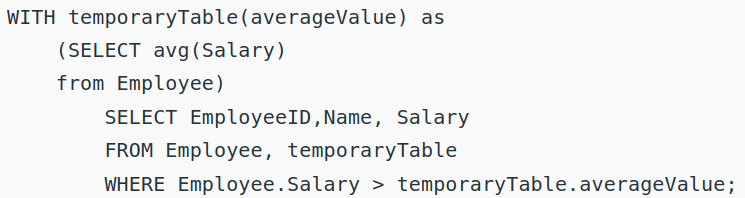 WITH temporaryTable(averageValue) as
(SELECT avg(Salary)
from Employee)
SELECT EmployeeID,Name, Salary
FROM Employee, temporaryTable
WHERE Employee.Salary > temporaryTable.averageValue;